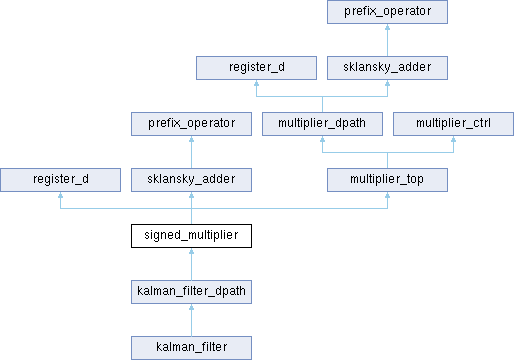 prefix_operator
register_d
sklansky_adder
prefix_operator
multiplier_dpath
multiplier_ctrl
register_d
sklansky_adder
multiplier_top
signed_multiplier
kalman_filter_dpath
kalman_filter